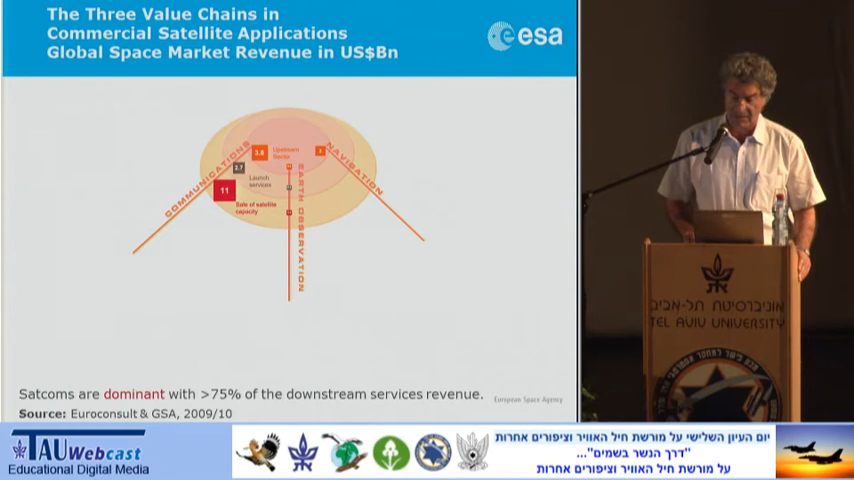 The Three Value Chains in
Commercial Satellite Applications
Global Space Market Revenue in US$Bn
esa
COMMUNICATIONS
3.8
Upstream
Sector
NAVIGATION
2.7
Launch
services
11
Sale of satellite
capacity
EARTH OBSERVATION
Satcoms are dominant with >75% of the downstream services revenue.
European Space Agency
Source: Euroconsult & GSA, 2009/10
אוניברסיטת תל-אביב
TEL AVIV UNIVERSITY
TAU Webcast
Educational Digital Media
יום העיון השלישי על מורשת חיל האוויר וציפורים אחרות
"דרך הנשר בשמים"...
על מורשת חיל האוויר וציפורים אחרות